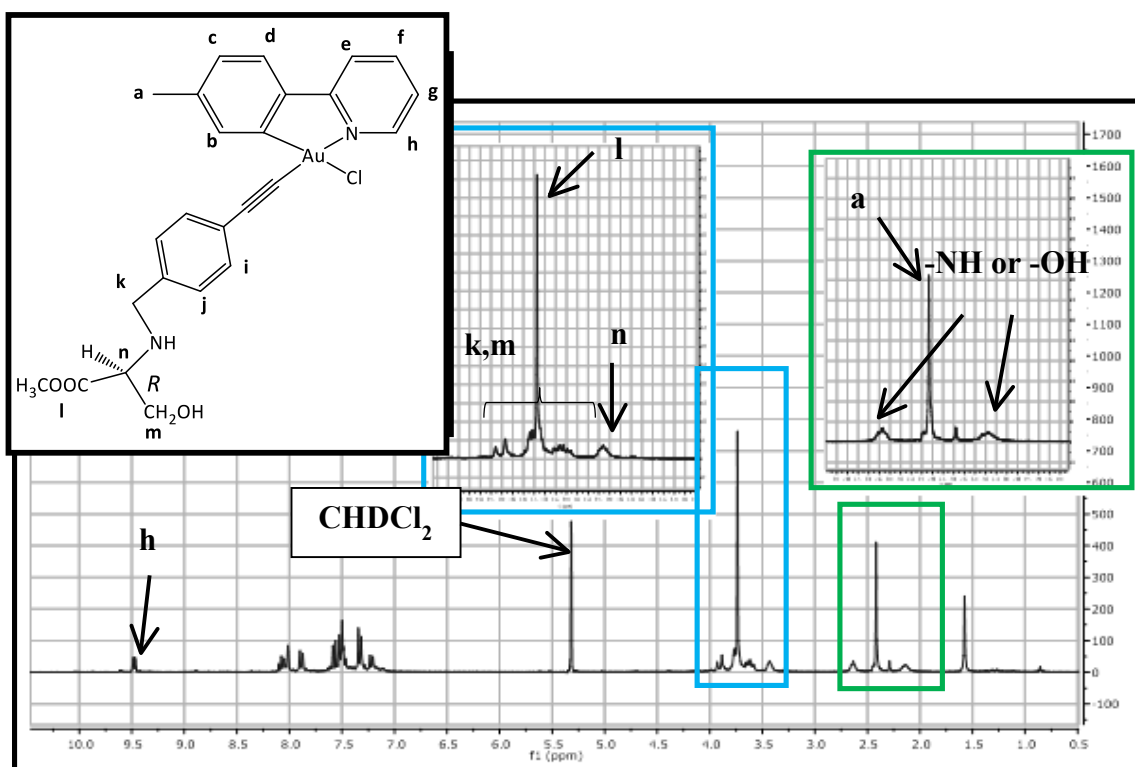 c
d
e
f
a
g
b
N
h
Au
Cl
i
k
j
n
NH
H
H₃COOC
R
l
CH₂OH
m
l
k,m
n
a
-NH or -OH
CHDCl₂
h
1700
1600
1500
1400
1300
1200
1100
1000
900
800
700
600
500
400
300
200
100
0
-100
10.0 9.5 9.0 8.5 8.0 7.5 7.0 6.5 6.0 5.5 5.0 4.5 4.0 3.5 3.0 2.5 2.0 1.5 1.0 0.5
f1 (ppm)